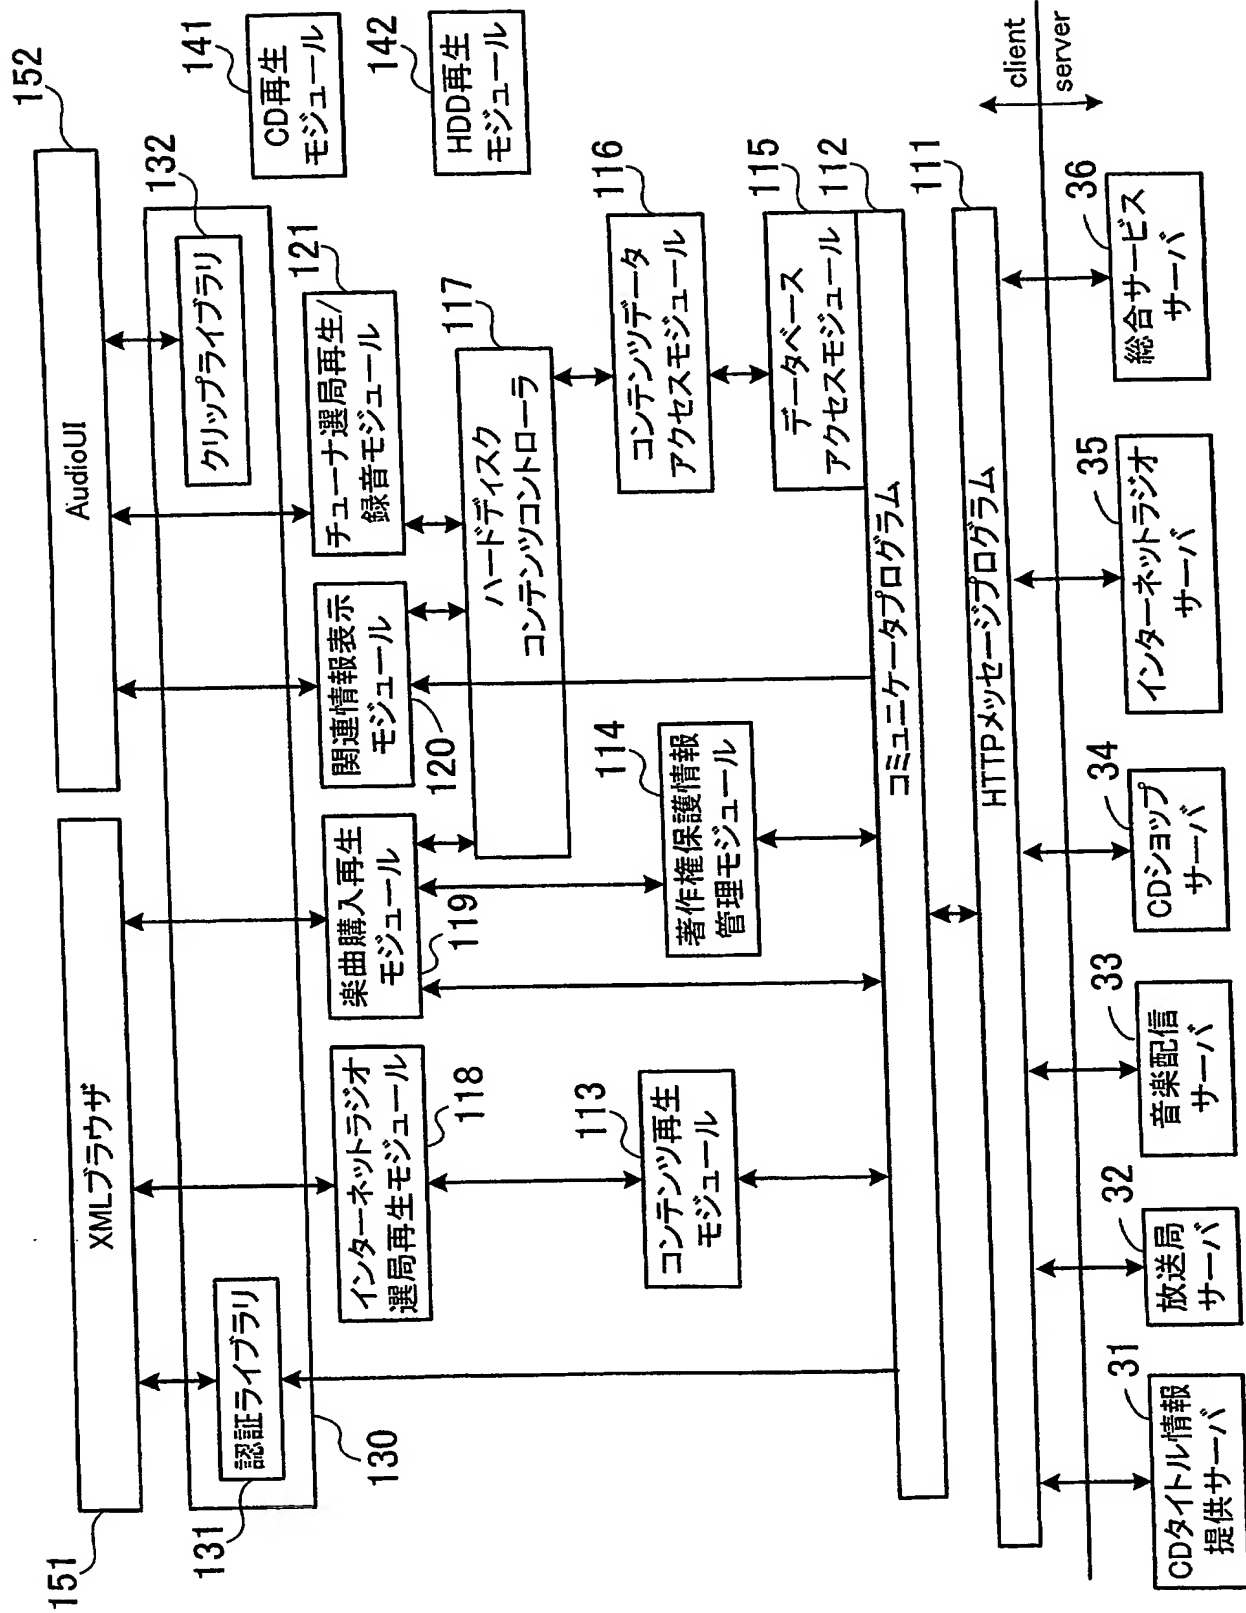 151
XMLブラウザ
AudioUI
152
131
認証ライブラリ
130
クリップライブラリ
132
CD再生
モジュール
141
HDD再生
モジュール
142
インターネットラジオ
選局再生モジュール
118
楽曲購入再生
モジュール
119
関連情報表示
モジュール
120
チューナ選局再生/
録音モジュール
121
ハードディスク
コンテンツコントローラ
117
コンテンツ再生
モジュール
113
著作権保護情報
管理モジュール
114
コンテンツデータ
アクセスモジュール
116
データベース
アクセスモジュール
115
コミュニケータプログラム
112
HTTPメッセージプログラム
111
client
server
CDタイトル情報
提供サーバ
31
放送局
サーバ
32
音楽配信
サーバ
33
CDショップ
サーバ
34
インターネットラジオ
サーバ
35
総合サービス
サーバ
36